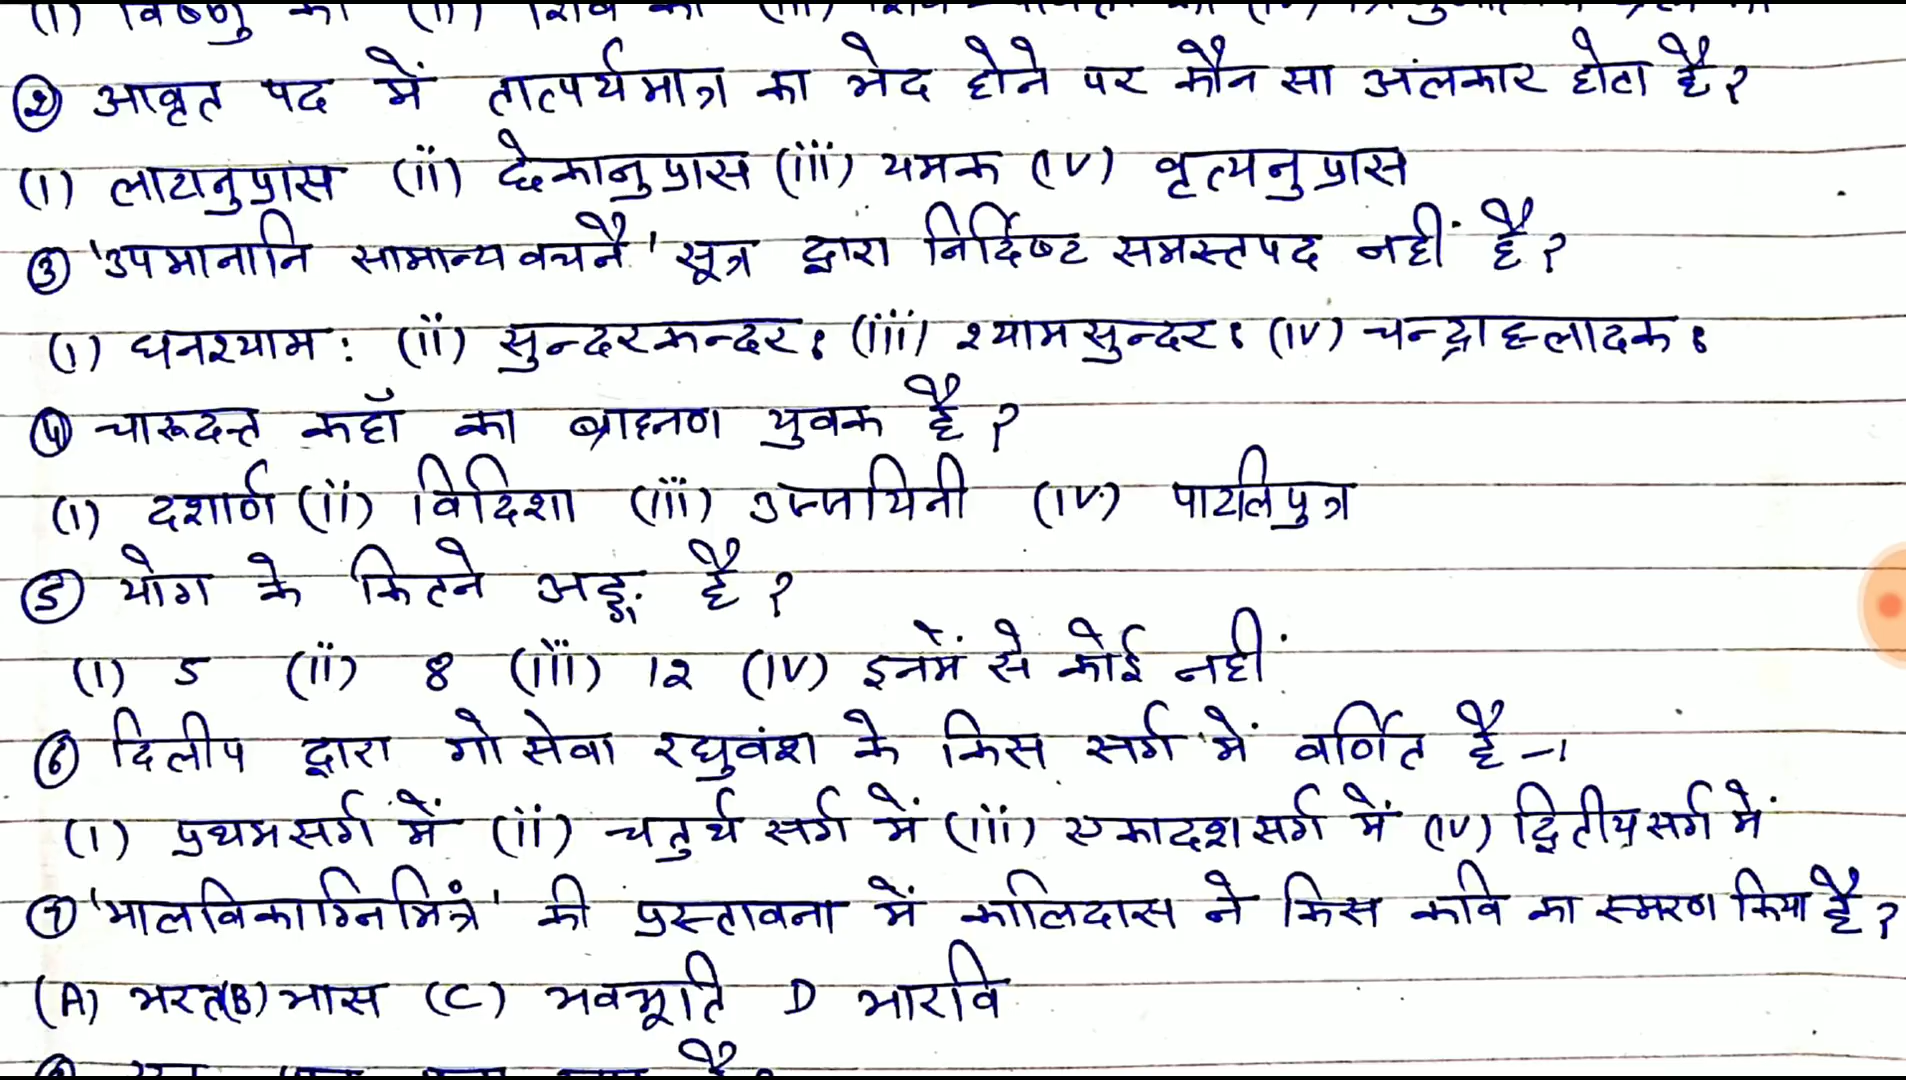 (i) विष्णु का (ii) शिव का (iii)
② आवृत पद में तात्पर्यमात्र का भेद होने पर कौन सा अंलकार होता है?
(i) लाटानुप्रास (ii) छेकानुप्रास (iii) यमक (iv) वृत्यनुप्रास
③ 'उपमानानि सामान्यवचनै' सूत्र द्वारा निर्दिष्ट समस्तपद नहीं है?
(i) घनश्यामः (ii) सुन्दरकन्दरः (iii) श्यामसुन्दरः (iv) चन्द्राह्लादकः
④ चारूदत्त कहाँ का ब्राह्मण युवक है?
(i) दशार्ण (ii) विदिशा (iii) उज्जयिनी (iv) पाटलिपुत्र
⑤ योग के कितने अङ्ग है?
(i) 5 (ii) 8 (iii) 12 (iv) इनमें से कोई नहीं
⑥ दिलीप द्वारा गो सेवा रघुवंश के किस सर्ग में वर्णित है -।
(i) प्रथमसर्ग में (ii) चतुर्थ सर्ग में (iii) एकादश सर्ग में (iv) द्वितीय सर्ग में
⑦ 'मालविकाग्निमित्रं' की प्रस्तावना में कालिदास ने किस कवि का स्मरण किया है?
(A) भरत (B) भास (C) भवभूति D भारवि